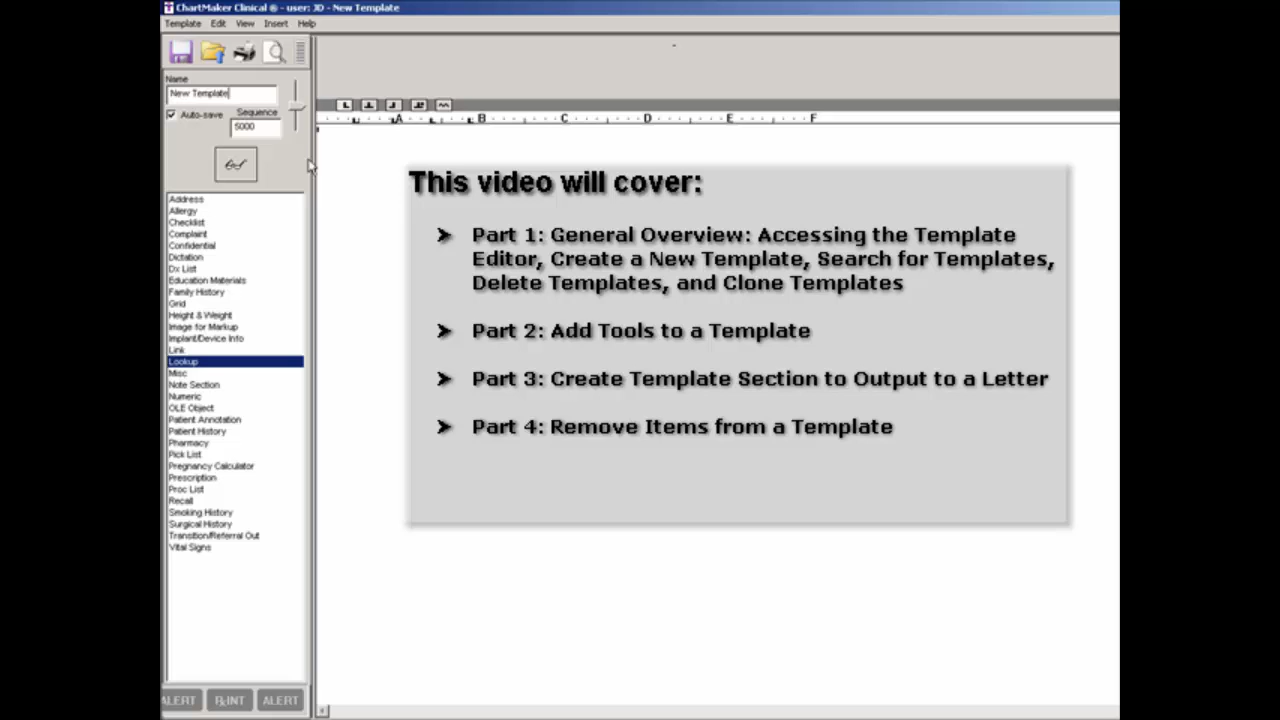 ChartMaker Clinical ® - user: JD - New Template
Template Edit View Insert Help
Name
New Template
Auto-save
Sequence
5000
Address
Allergy
Checklist
Complaint
Confidential
Dictation
Dx List
Education Materials
Family History
Grid
Height & Weight
Image for Markup
Implant/Device Info
Link
Lookup
Misc
Note Section
Numeric
OLE Object
Patient Annotation
Patient History
Pharmacy
Pick List
Pregnancy Calculator
Prescription
Proc List
Recall
Smoking History
Surgical History
Transition/Referral Out
Vital Signs
ALERT
ALERT
A B C D E F
This video will cover:
Part 1: General Overview: Accessing the Template
Editor, Create a New Template, Search for Templates,
Delete Templates, and Clone Templates
Part 2: Add Tools to a Template
Part 3: Create Template Section to Output to a Letter
Part 4: Remove Items from a Template